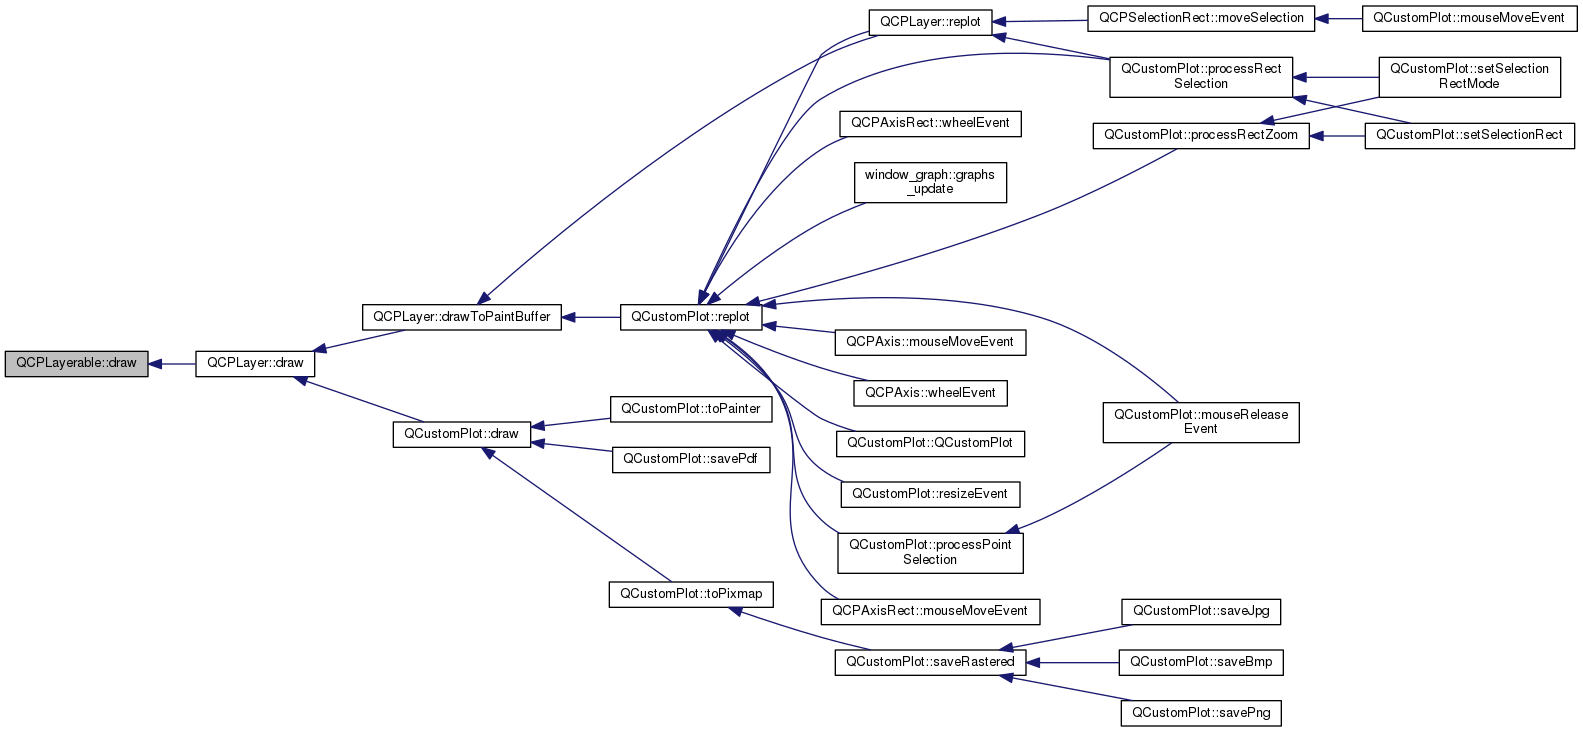 QCPLayer::replot
QCPSelectionRect::moveSelection
QCustomPlot::mouseMoveEvent
QCustomPlot::processRect
Selection
QCustomPlot::setSelection
RectMode
QCPAxisRect::wheelEvent
QCustomPlot::processRectZoom
QCustomPlot::setSelectionRect
window_graph::graphs
_update
QCPLayer::drawToPaintBuffer
QCustomPlot::replot
QCPAxis::mouseMoveEvent
QCPLayerable::draw
QCPLayer::draw
QCPAxis::wheelEvent
QCustomPlot::toPainter
QCustomPlot::mouseRelease
Event
QCustomPlot::draw
QCustomPlot::QCustomPlot
QCustomPlot::savePdf
QCustomPlot::resizeEvent
QCustomPlot::processPoint
Selection
QCustomPlot::toPixmap
QCPAxisRect::mouseMoveEvent
QCustomPlot::saveJpg
QCustomPlot::saveRastered
QCustomPlot::saveBmp
QCustomPlot::savePng